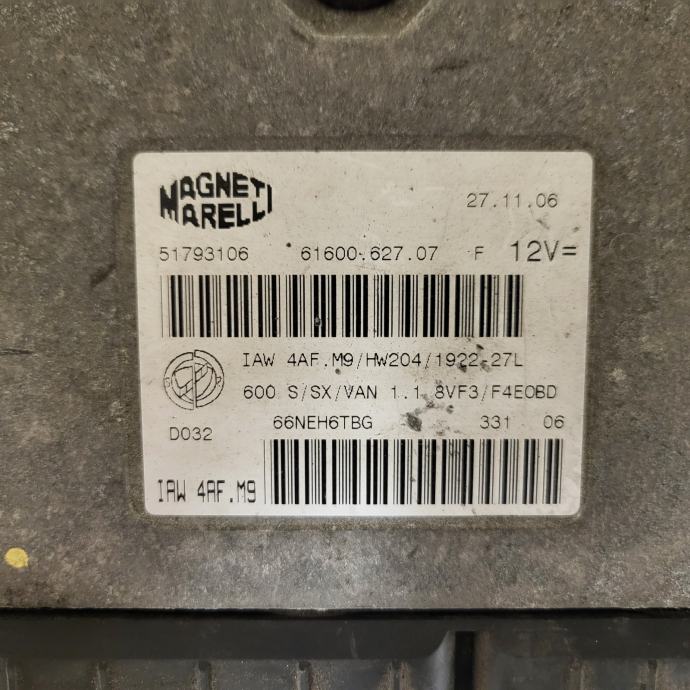 MAGNETI
MARELLI
27.11.06
51793106 61600.627.07 F 12V=
IAW 4AF.M9/HW204/1922-27L
600 S/SX/VAN 1.1 8VF3/F4EOBD
66NEH6TBG 331 06
D032
IAW 4AF.M9